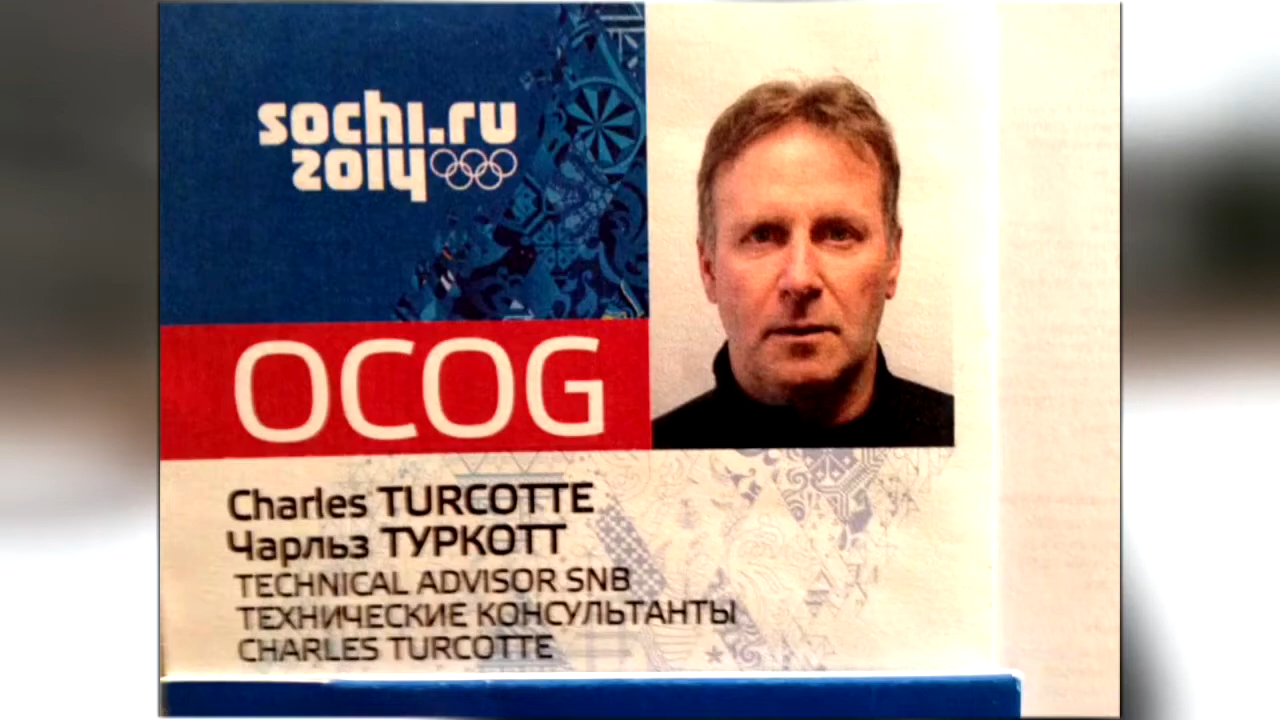 sochi.ru
2014
OCOG
Charles TURCOTTE
Чарльз ТУРКОТТ
TECHNICAL ADVISOR SNB
ТЕХНИЧЕСКИЕ КОНСУЛЬТАНТЫ
CHARLES TURCOTTE